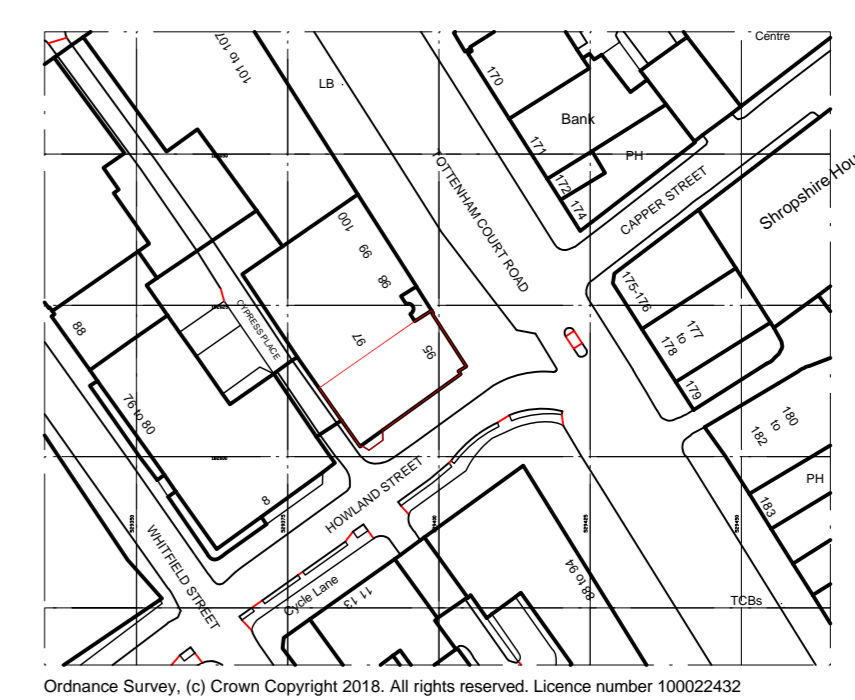 Centre
101 to 107
LB
170
Bank
171
PH
172
174
TOTTENHAM COURT ROAD
CAPPER STREET
Shropshire Hou
100
99
98
97
95
175-176
177
to
178
179
CYPRESS PLACE
88
76 to 80
8
180
to
182
PH
183
HOWLAND STREET
WHITFIELD STREET
Cycle Lane
11 13
88 to 94
TCBs
Ordnance Survey, (c) Crown Copyright 2018. All rights reserved. Licence number 100022432